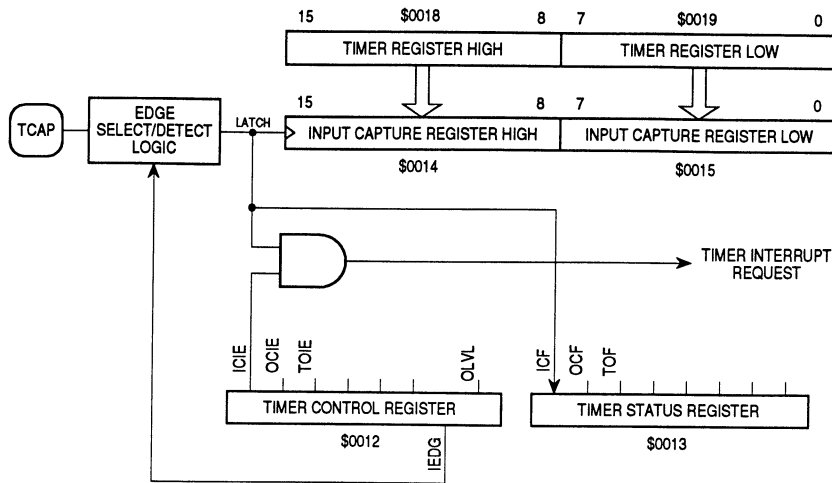 15 $0018 8 7 $0019 0
TIMER REGISTER HIGH TIMER REGISTER LOW
15 8 7 0
TCAP
EDGE
SELECT/DETECT
LOGIC
LATCH
INPUT CAPTURE REGISTER HIGH INPUT CAPTURE REGISTER LOW
$0014 $0015
TIMER INTERRUPT
REQUEST
ICIE
OCIE
TOIE
OLVL
ICF
OCF
TOF
TIMER CONTROL REGISTER
TIMER STATUS REGISTER
$0012
IEDG
$0013